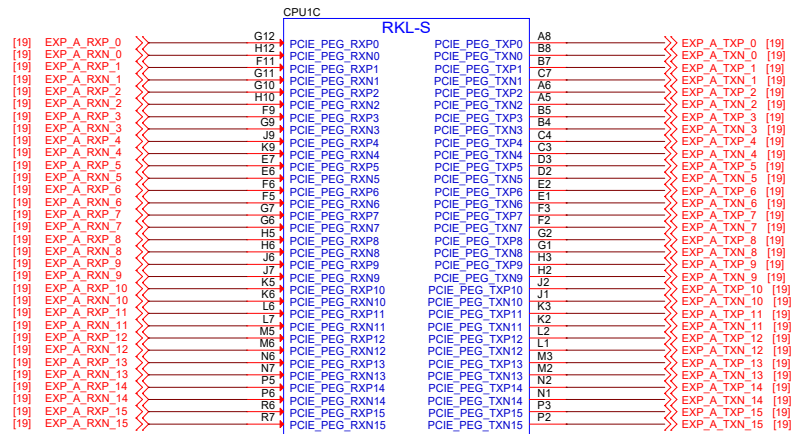 CPU1C
RKL-S
[19] EXP_A_RXP_0 G12 PCIE_PEG_RXP0 PCIE_PEG_TXP0 A8 EXP_A_TXP_0 [19]
[19] EXP_A_RXN_0 H12 PCIE_PEG_RXN0 PCIE_PEG_TXN0 B8 EXP_A_TXN_0 [19]
[19] EXP_A_RXP_1 F11 PCIE_PEG_RXP1 PCIE_PEG_TXP1 B7 EXP_A_TXP_1 [19]
[19] EXP_A_RXN_1 G11 PCIE_PEG_RXN1 PCIE_PEG_TXN1 C7 EXP_A_TXN_1 [19]
[19] EXP_A_RXP_2 G10 PCIE_PEG_RXP2 PCIE_PEG_TXP2 A6 EXP_A_TXP_2 [19]
[19] EXP_A_RXN_2 H10 PCIE_PEG_RXN2 PCIE_PEG_TXN2 A5 EXP_A_TXN_2 [19]
[19] EXP_A_RXP_3 F9 PCIE_PEG_RXP3 PCIE_PEG_TXP3 B5 EXP_A_TXP_3 [19]
[19] EXP_A_RXN_3 G9 PCIE_PEG_RXN3 PCIE_PEG_TXN3 B4 EXP_A_TXN_3 [19]
[19] EXP_A_RXP_4 J9 PCIE_PEG_RXP4 PCIE_PEG_TXP4 C4 EXP_A_TXP_4 [19]
[19] EXP_A_RXN_4 K9 PCIE_PEG_RXN4 PCIE_PEG_TXN4 C3 EXP_A_TXN_4 [19]
[19] EXP_A_RXP_5 E7 PCIE_PEG_RXP5 PCIE_PEG_TXP5 D3 EXP_A_TXP_5 [19]
[19] EXP_A_RXN_5 E6 PCIE_PEG_RXN5 PCIE_PEG_TXN5 D2 EXP_A_TXN_5 [19]
[19] EXP_A_RXP_6 F6 PCIE_PEG_RXP6 PCIE_PEG_TXP6 E2 EXP_A_TXP_6 [19]
[19] EXP_A_RXN_6 F5 PCIE_PEG_RXN6 PCIE_PEG_TXN6 E1 EXP_A_TXN_6 [19]
[19] EXP_A_RXP_7 G7 PCIE_PEG_RXP7 PCIE_PEG_TXP7 F3 EXP_A_TXP_7 [19]
[19] EXP_A_RXN_7 G6 PCIE_PEG_RXN7 PCIE_PEG_TXN7 F2 EXP_A_TXN_7 [19]
[19] EXP_A_RXP_8 H5 PCIE_PEG_RXP8 PCIE_PEG_TXP8 G2 EXP_A_TXP_8 [19]
[19] EXP_A_RXN_8 H6 PCIE_PEG_RXN8 PCIE_PEG_TXN8 G1 EXP_A_TXN_8 [19]
[19] EXP_A_RXP_9 J6 PCIE_PEG_RXP9 PCIE_PEG_TXP9 H3 EXP_A_TXP_9 [19]
[19] EXP_A_RXN_9 J7 PCIE_PEG_RXN9 PCIE_PEG_TXN9 H2 EXP_A_TXN_9 [19]
[19] EXP_A_RXP_10 K5 PCIE_PEG_RXP10 PCIE_PEG_TXP10 J2 EXP_A_TXP_10 [19]
[19] EXP_A_RXN_10 K6 PCIE_PEG_RXN10 PCIE_PEG_TXN10 J1 EXP_A_TXN_10 [19]
[19] EXP_A_RXP_11 L6 PCIE_PEG_RXP11 PCIE_PEG_TXP11 K3 EXP_A_TXP_11 [19]
[19] EXP_A_RXN_11 L7 PCIE_PEG_RXN11 PCIE_PEG_TXN11 K2 EXP_A_TXN_11 [19]
[19] EXP_A_RXP_12 M5 PCIE_PEG_RXP12 PCIE_PEG_TXP12 L2 EXP_A_TXP_12 [19]
[19] EXP_A_RXN_12 M6 PCIE_PEG_RXN12 PCIE_PEG_TXN12 L1 EXP_A_TXN_12 [19]
[19] EXP_A_RXP_13 N6 PCIE_PEG_RXP13 PCIE_PEG_TXP13 M3 EXP_A_TXP_13 [19]
[19] EXP_A_RXN_13 N7 PCIE_PEG_RXN13 PCIE_PEG_TXN13 M2 EXP_A_TXN_13 [19]
[19] EXP_A_RXP_14 P5 PCIE_PEG_RXP14 PCIE_PEG_TXP14 N2 EXP_A_TXP_14 [19]
[19] EXP_A_RXN_14 P6 PCIE_PEG_RXN14 PCIE_PEG_TXN14 N1 EXP_A_TXN_14 [19]
[19] EXP_A_RXP_15 R6 PCIE_PEG_RXP15 PCIE_PEG_TXP15 P3 EXP_A_TXP_15 [19]
[19] EXP_A_RXN_15 R7 PCIE_PEG_RXN15 PCIE_PEG_TXN15 P2 EXP_A_TXN_15 [19]